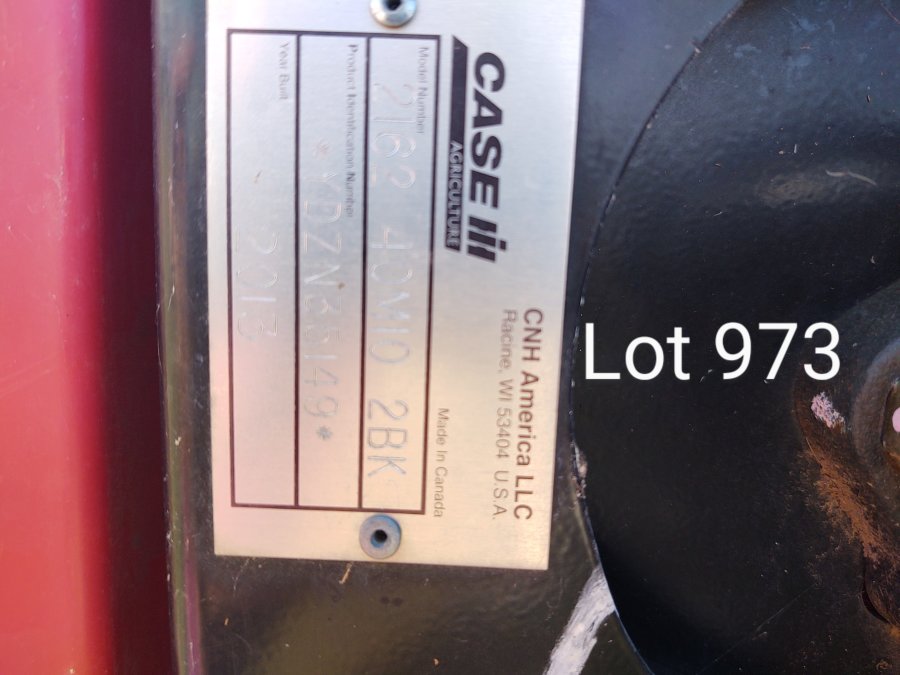 CASE IH
AGRICULTURE
CNH America LLC
Racine, WI 53404 U.S.A.
Made In Canada
Model Number
2162 40M10 2BK
Product Identification Number
*YDZN35149*
Year Built
2013
Lot 973